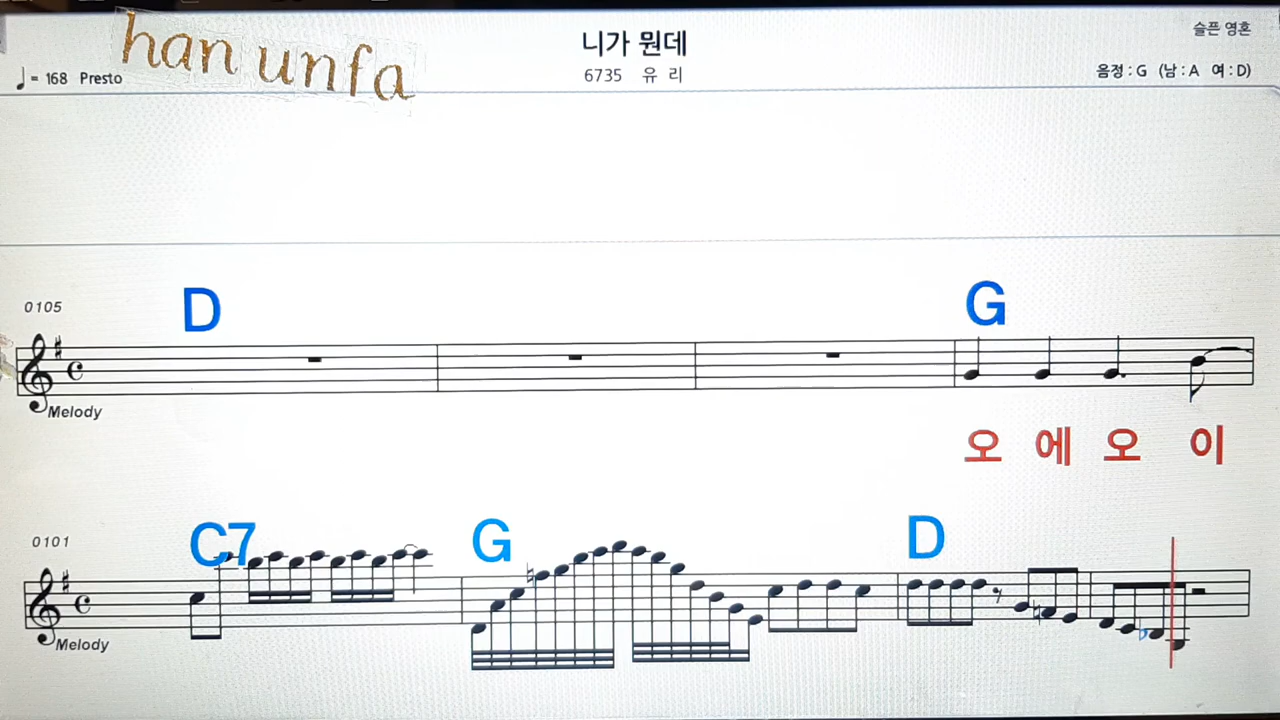 han unfa
니가 뭔데
슬픈 영혼
♩= 168 Presto
6735 유 리
음정 : G (남 : A 여 : D)
0105
D G
Melody
오 에 오 이
0101
C7 G D
Melody